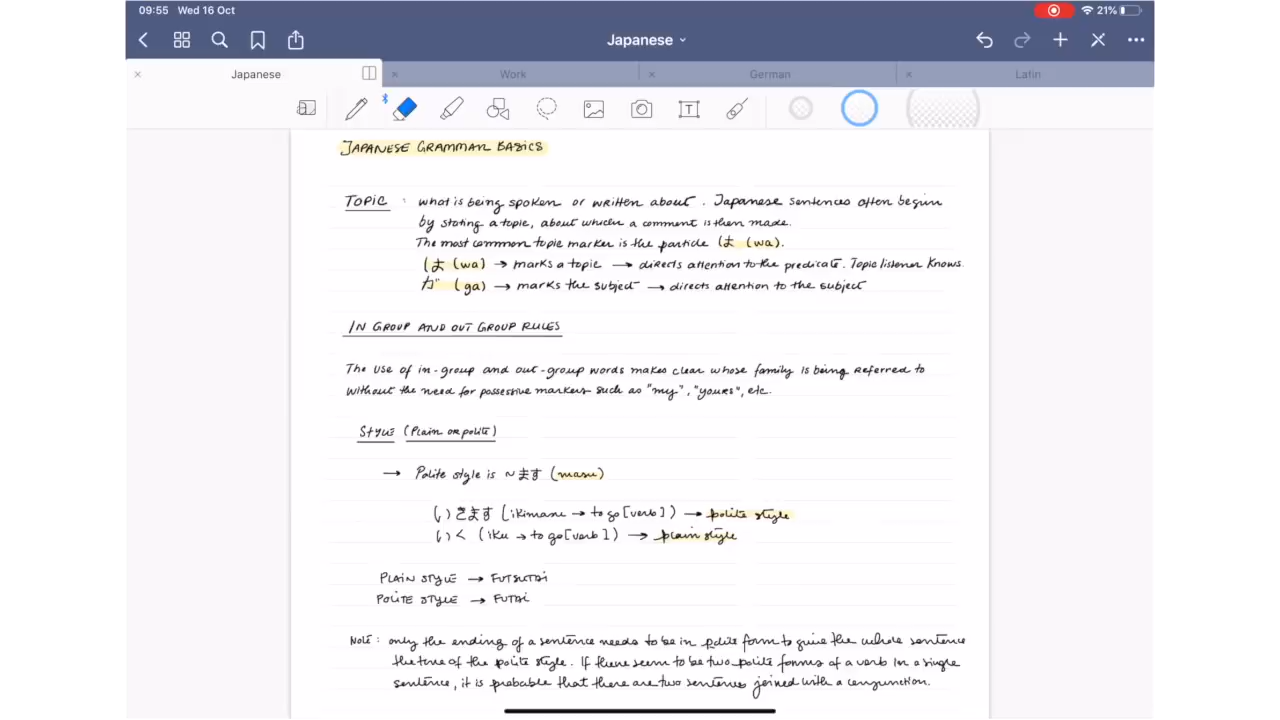 09:55 Wed 16 Oct 21%
Japanese
Japanese Work German Latin
JAPANESE GRAMMAR BASICS
TOPIC : what is being spoken or written about. Japanese sentences often begin
by stating a topic, about which a comment is then made.
The most common topic marker is the particle は (wa).
は (wa) → marks a topic → directs attention to the predicate. Topic listener knows.
が (ga) → marks the subject → directs attention to the subject
IN GROUP AND OUT GROUP RULES
The use of in-group and out-group words makes clear whose family is being referred to
without the need for possessive markers such as "my", "yours", etc.
STYLE (Plain or polite)
→ Polite style is ~ます (masu)
いきます (ikimasu → to go [verb]) → polite style
いく (iku → to go [verb]) → plain style
PLAIN STYLE → FUTSUTAI
POLITE STYLE → FUTAI
NOTE : only the ending of a sentence needs to be in polite form to give the whole sentence
the tone of the polite style. If there seem to be two polite forms of a verb in a single
sentence, it is probable that there are two sentences joined with a conjunction.